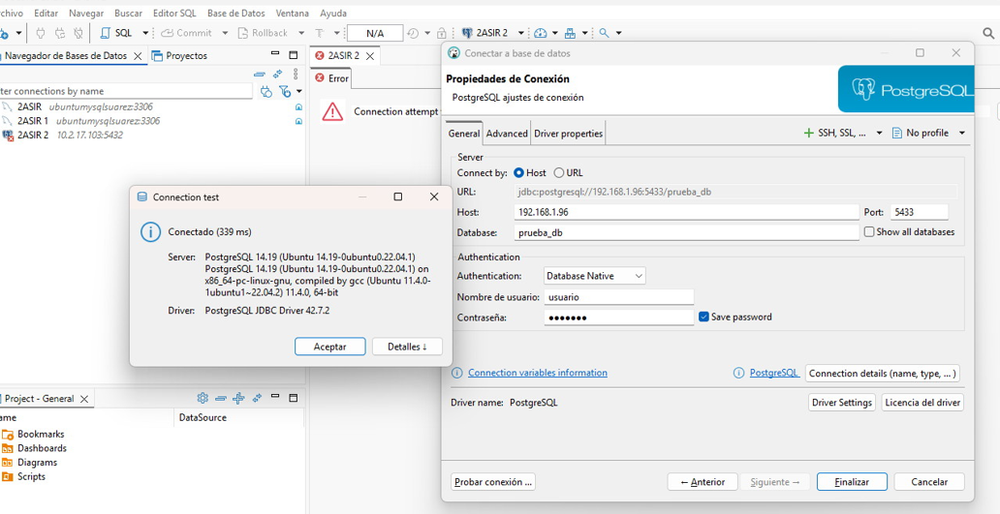 rchivo Editar Navegar Buscar Editor SQL Base de Datos Ventana Ayuda
SQL Commit Rollback T N/A 2ASIR 2
Navegador de Bases de Datos Proyectos
nter connections by name
2ASIR ubuntumysqlsuarez:3306
2ASIR 1 ubuntumysqlsuarez:3306
2ASIR 2 10.2.17.103:5432
2ASIR 2
Error
Connection attempt
Conectar a base de datos
Propiedades de Conexión
PostgreSQL ajustes de conexión
PostgreSQL
General Advanced Driver properties
SSH, SSL, ... No profile
Server
Connect by: Host URL
URL: jdbc:postgresql://192.168.1.96:5433/prueba_db
Host: 192.168.1.96 Port: 5433
Database: prueba_db Show all databases
Authentication
Authentication: Database Native
Nombre de usuario: usuario
Contraseña: ••••••• Save password
Connection variables information
PostgreSQL Connection details (name, type, ... )
Driver name: PostgreSQL Driver Settings Licencia del driver
Probar conexión ... ← Anterior Siguiente → Finalizar Cancelar
Connection test
Conectado (339 ms)
Server: PostgreSQL 14.19 (Ubuntu 14.19-0ubuntu0.22.04.1)
PostgreSQL 14.19 (Ubuntu 14.19-0ubuntu0.22.04.1) on
x86_64-pc-linux-gnu, compiled by gcc (Ubuntu 11.4.0-
1ubuntu1~22.04.2) 11.4.0, 64-bit
Driver: PostgreSQL JDBC Driver 42.7.2
Aceptar Detalles ↓
Project - General
ame DataSource
Bookmarks
Dashboards
Diagrams
Scripts